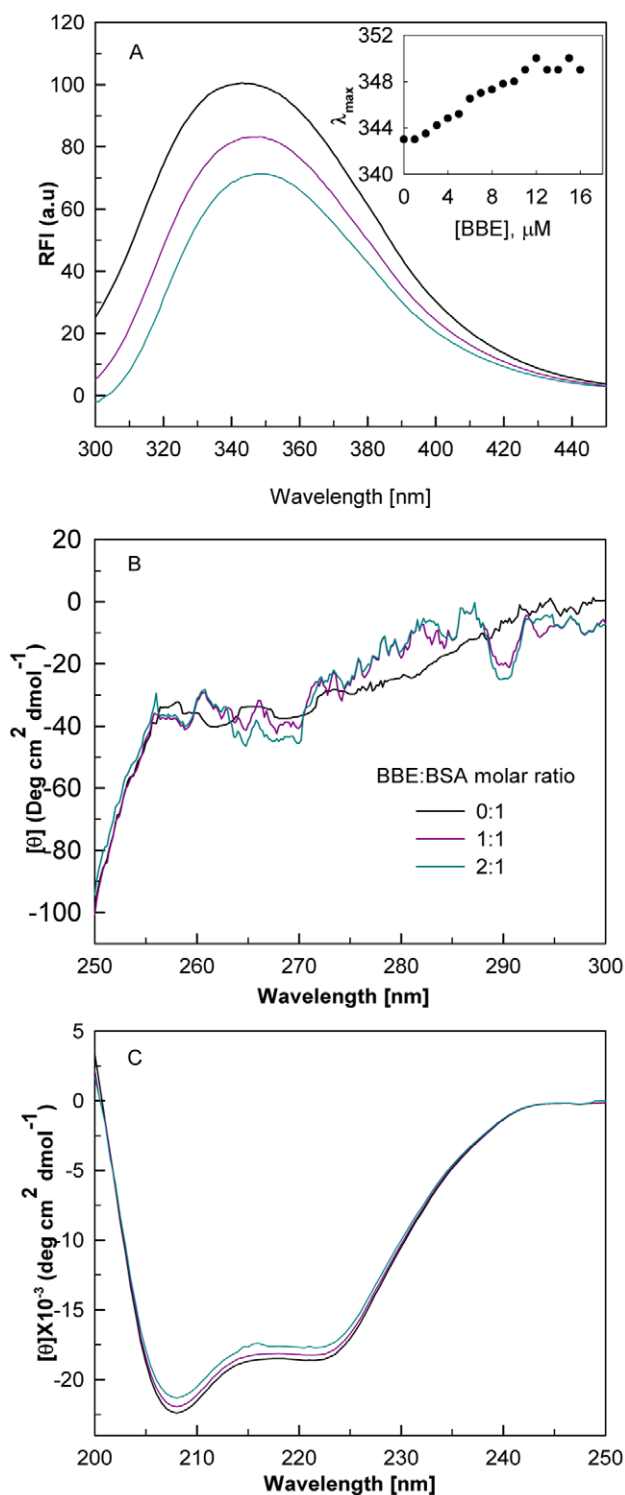 A
RFI (a.u)
120
100
80
60
40
20
0
300 320 340 360 380 400 420 440
Wavelength [nm]
352
348
344
340
λmax
0 4 8 12 16
[BBE], μM
B
[θ] (Deg cm² dmol⁻¹)
20
0
-20
-40
-60
-80
-100
BBE:BSA molar ratio
0:1
1:1
2:1
250 260 270 280 290 300
Wavelength [nm]
C
[θ]X10⁻³ (deg cm² dmol⁻¹)
5
0
-5
-10
-15
-20
200 210 220 230 240 250
Wavelength [nm]